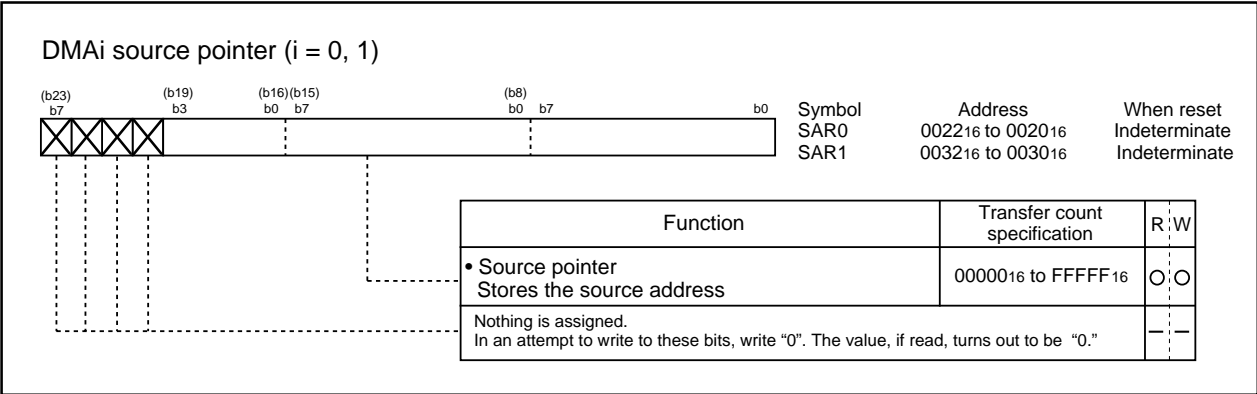 DMAi source pointer (i = 0, 1)
(b23) (b19) (b16)(b15) (b8)
b7 b3 b0 b7 b0 b7 b0
Symbol Address When reset
SAR0 002216 to 002016 Indeterminate
SAR1 003216 to 003016 Indeterminate
Function Transfer count specification R W
• Source pointer
Stores the source address
0000016 to FFFFF16
Nothing is assigned.
In an attempt to write to these bits, write “0”. The value, if read, turns out to be “0.”